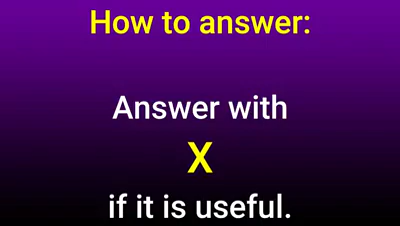 How to answer:
Answer with
X
if it is useful.